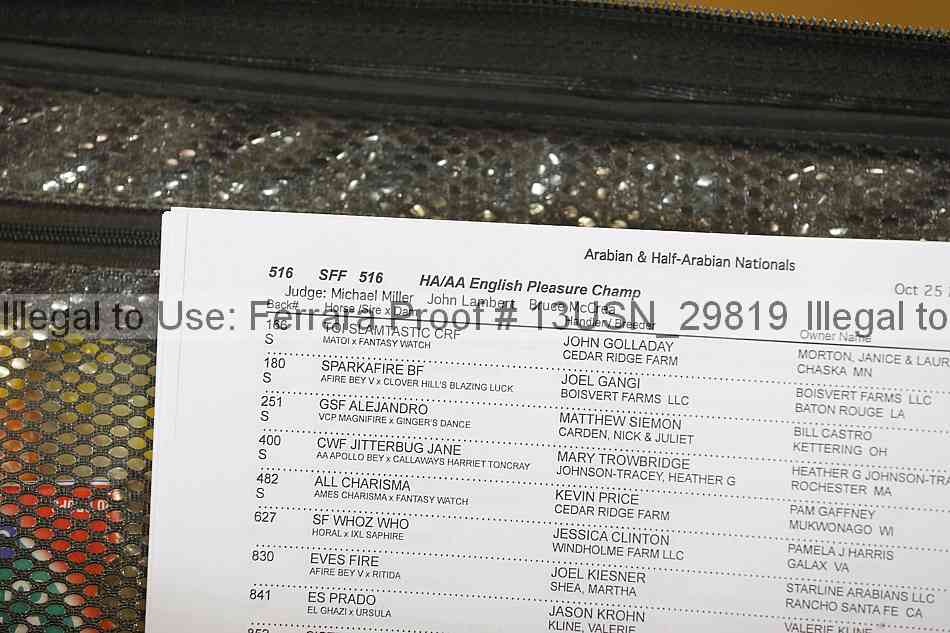 Arabian & Half-Arabian Nationals
516 SFF 516 HA/AA English Pleasure Champ
Oct 25
Judge: Michael Miller John Lambert Bruce McCrea
Back# Horse /Sire x Dam Handler/ Breeder Owner Name
Illegal to Use: Ferrara Proof # 13USN_29819 Illegal to
166 TOI SLAMTASTIC CRF JOHN GOLLADAY MORTON, JANICE & LAUR
S MATOI x FANTASY WATCH CEDAR RIDGE FARM CHASKA MN
180 SPARKAFIRE BF JOEL GANGI BOISVERT FARMS LLC
S AFIRE BEY V x CLOVER HILL'S BLAZING LUCK BOISVERT FARMS LLC BATON ROUGE LA
251 GSF ALEJANDRO MATTHEW SIEMON BILL CASTRO
S VCP MAGNIFIRE x GINGER'S DANCE CARDEN, NICK & JULIET KETTERING OH
400 CWF JITTERBUG JANE MARY TROWBRIDGE HEATHER G JOHNSON-TRA
S AA APOLLO BEY x CALLAWAYS HARRIET TONCRAY JOHNSON-TRACEY, HEATHER G ROCHESTER MA
482 ALL CHARISMA KEVIN PRICE PAM GAFFNEY
S AMES CHARISMA x FANTASY WATCH CEDAR RIDGE FARM MUKWONAGO WI
627 SF WHOZ WHO JESSICA CLINTON PAMELA J HARRIS
HORAL x IXL SAPHIRE WINDHOLME FARM LLC GALAX VA
830 EVES FIRE JOEL KIESNER STARLINE ARABIANS LLC
AFIRE BEY V x RITIDA SHEA, MARTHA RANCHO SANTA FE CA
841 ES PRADO JASON KROHN VALERIE KLINE
EL GHAZI x URSULA KLINE, VALERIE